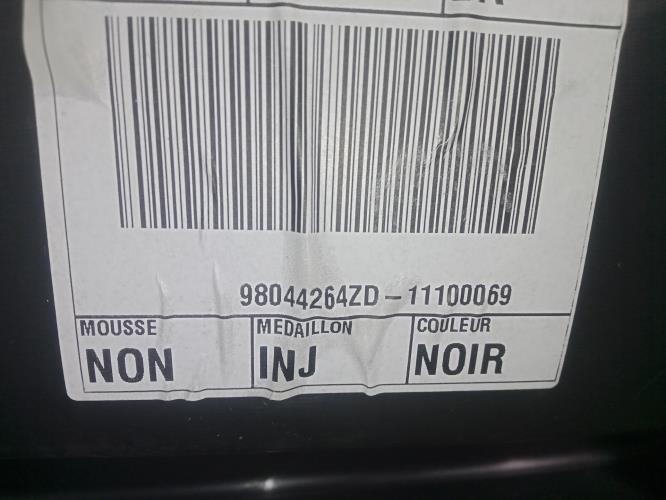 98044264ZD-11100069
MOUSSE MEDAILLON COULEUR
NON INJ NOIR